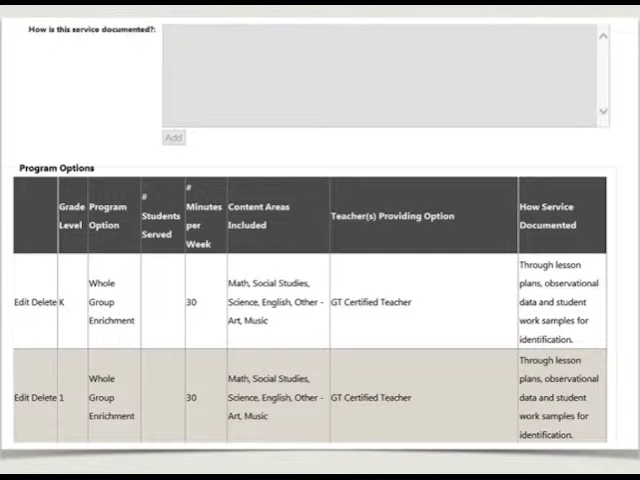 How is this service documented?:
Add
Program Options
Grade Level
Program Option
# Students Served
# Minutes per Week
Content Areas Included
Teacher(s) Providing Option
How Service Documented
Edit Delete
K
Whole Group Enrichment
30
Math, Social Studies, Science, English, Other - Art, Music
GT Certified Teacher
Through lesson plans, observational data and student work samples for identification.
Edit Delete
1
Whole Group Enrichment
30
Math, Social Studies, Science, English, Other - Art, Music
GT Certified Teacher
Through lesson plans, observational data and student work samples for identification.